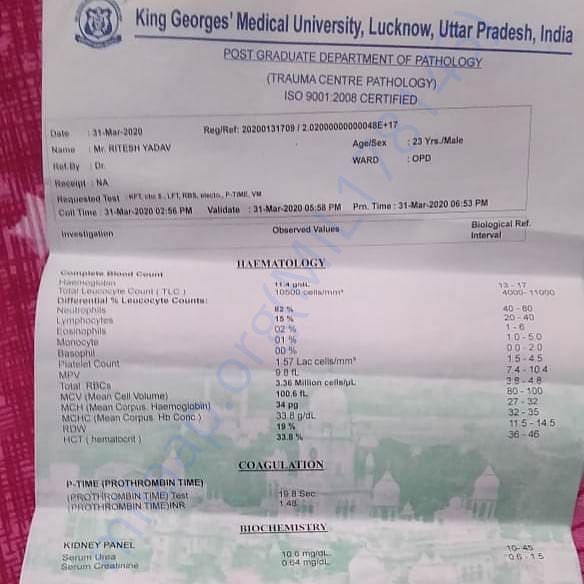 King Georges' Medical University, Lucknow, Uttar Pradesh, India
POST GRADUATE DEPARTMENT OF PATHOLOGY
(TRAUMA CENTRE PATHOLOGY)
ISO 9001:2008 CERTIFIED
Date : 31-Mar-2020 Reg/Ref: 20200131709 / 2.02000000000048E+17
Name : Mr. RITESH YADAV Age/Sex : 23 Yrs./Male
Ref.By : Dr. WARD : OPD
Receipt : NA
Requested Test : KFT, cbc s , LFT, RBS, electo., P-TIME, VM
Coll Time : 31-Mar-2020 02:56 PM Validate : 31-Mar-2020 05:58 PM Prn. Time : 31-Mar-2020 06:53 PM
Investigation Observed Values Biological Ref. Interval
HAEMATOLOGY
Complete Blood Count
Haemoglobin 11.4 gm% 13 - 17
Total Leucocyte Count ( TLC ) 10500 cells/mm³ 4000- 11000
Differential % Leucocyte Counts:
Neutrophils 82 % 40 - 80
Lymphocytes 15 % 20 - 40
Eosinophils 02 % 1 - 6
Monocyte 01 % 1.0 - 5.0
Basophil 00 % 0.0 - 2.0
Platelet Count 1.57 Lac cells/mm³ 1.5 - 4.5
MPV 9.8 fL 7.4 - 10.4
Total RBCs 3.36 Million cells/µL 3.8 - 4.8
MCV (Mean Cell Volume) 100.6 fL 80 - 100
MCH (Mean Corpus. Haemoglobin) 34 pg 27 - 32
MCHC (Mean Corpus. Hb Conc.) 33.8 g/dL 32 - 35
RDW 19 % 11.5 - 14.5
HCT ( hematocrit ) 33.8 % 36 - 46
COAGULATION
P-TIME (PROTHROMBIN TIME)
(PROTHROMBIN TIME) Test 19.8 Sec
(PROTHROMBIN TIME)INR 1.48
BIOCHEMISTRY
KIDNEY PANEL
Serum Urea 10.6 mg/dL 10- 45
Serum Creatinine 0.64 mg/dL 0.6 - 1.5